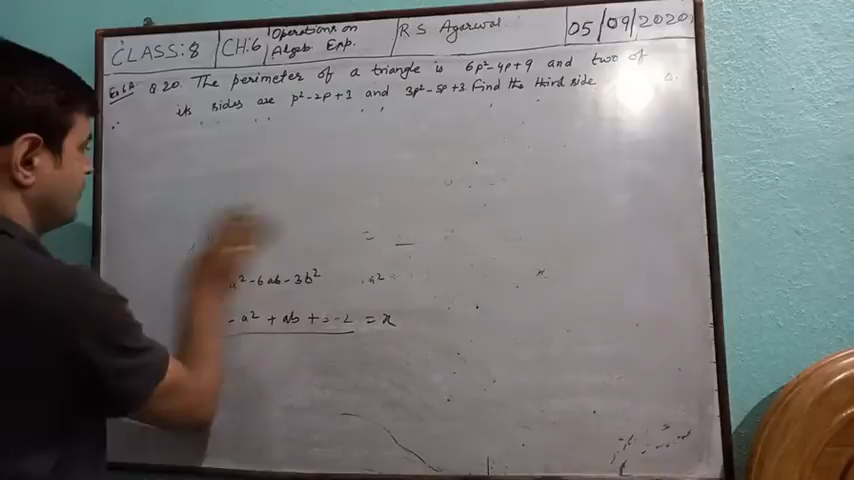 CLASS:8 CH:6 Operations on Algeb. Exp. R S Agarwal 05/09/2020
Ex 6A Q 20. The perimeter of a triangle is 6p²-4p+9 and two of
its sides are p²-2p+1 and 3p²-5p+3 Find the third side
a²-6ab-3b² a²
-a²+ab+ = x